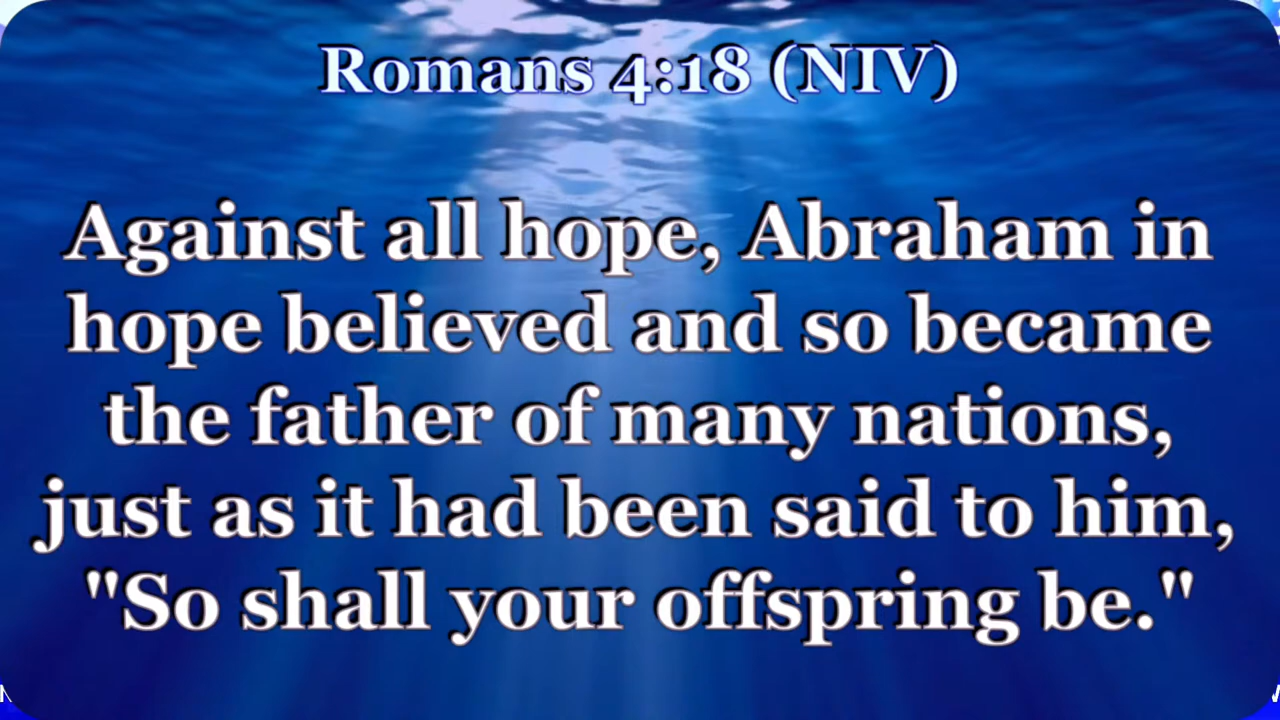 Romans 4:18 (NIV)
Against all hope, Abraham in
hope believed and so became
the father of many nations,
just as it had been said to him,
"So shall your offspring be."